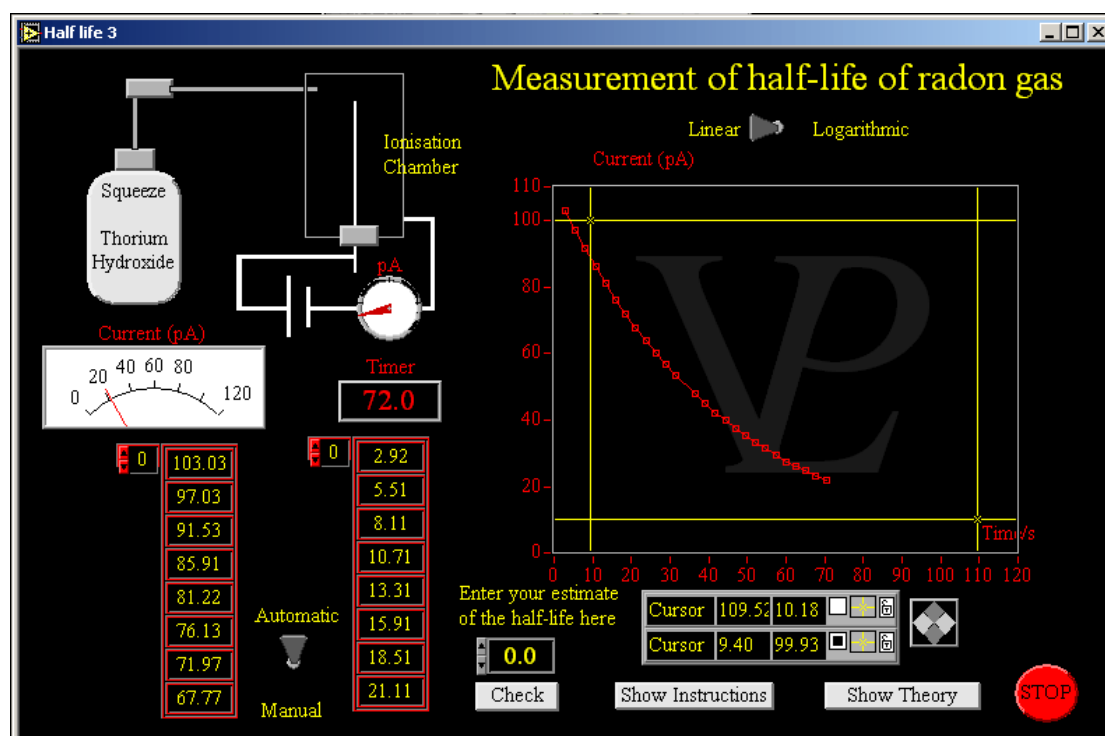 Half life 3
Measurement of half-life of radon gas
Linear
Logarithmic
Ionisation
Chamber
Squeeze
Thorium
Hydroxide
pA
Current (pA)
0
20
40
60
80
120
Timer
72.0
0
103.03
97.03
91.53
85.91
81.22
76.13
71.97
67.77
0
2.92
5.51
8.11
10.71
13.31
15.91
18.51
21.11
Automatic
Manual
Current (pA)
110
100
80
60
40
20
0
VPL
Time/s
0 10 20 30 40 50 60 70 80 90 100 110 120
Enter your estimate
of the half-life here
0.0
Check
Cursor 109.52 10.18
Cursor 9.40 99.93
Show Instructions
Show Theory
STOP